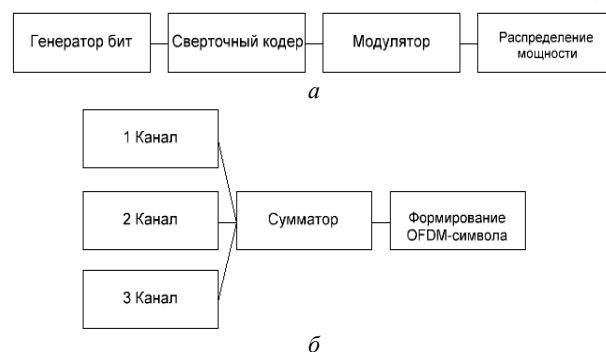 Генератор бит
Сверточный кодер
Модулятор
Распределение
мощности
а
1 Канал
2 Канал
3 Канал
Сумматор
Формирование
OFDM-символа
б